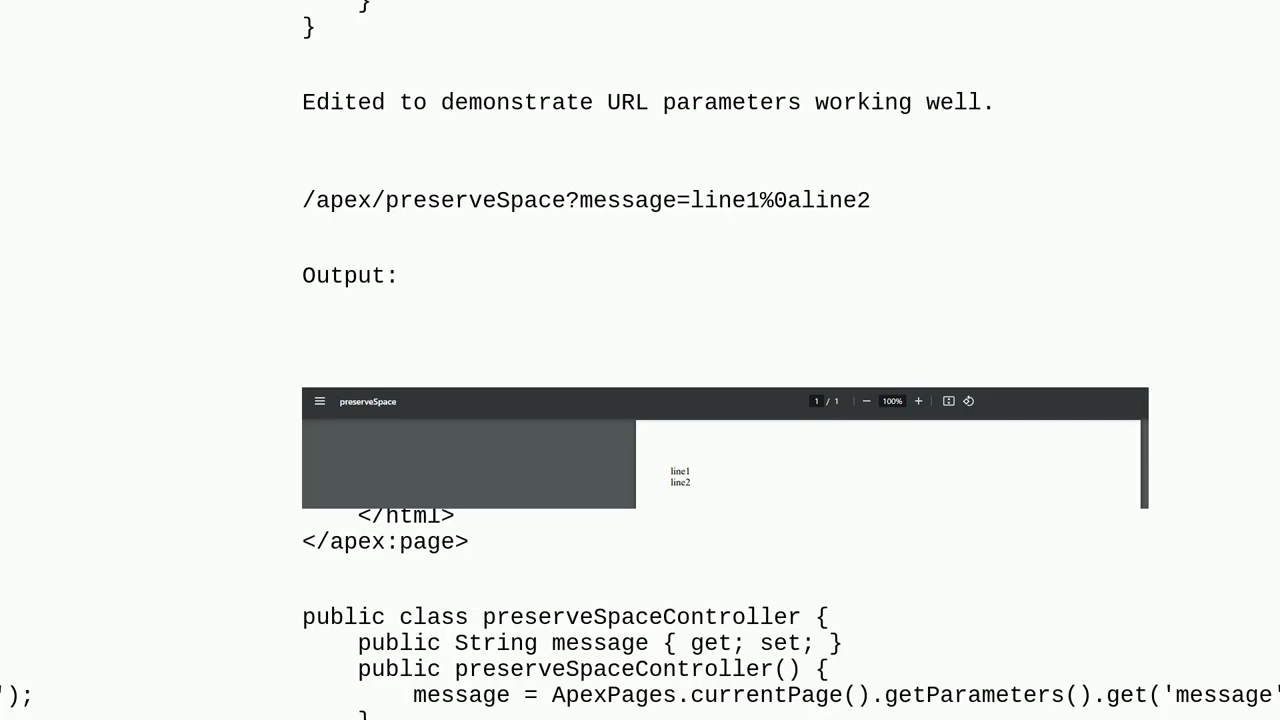 }
}
Edited to demonstrate URL parameters working well.
/apex/preserveSpace?message=line1%0aline2
Output:
preserveSpace 1 / 1 100%
line1
line2
</html>
</apex:page>
public class preserveSpaceController {
public String message { get; set; }
public preserveSpaceController() {
'); message = ApexPages.currentPage().getParameters().get('message'
}